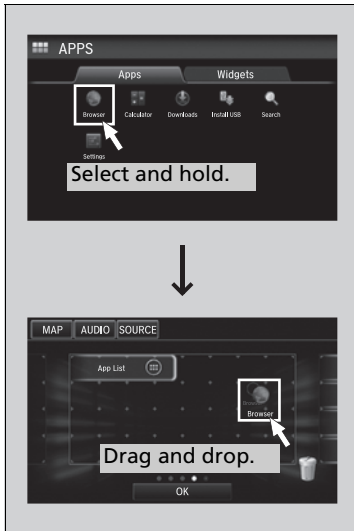 APPS
Apps Widgets
Browser Calculator Downloads Install USB Search
Settings
Select and hold.
MAP AUDIO SOURCE
App List
Browser
Drag and drop.
OK